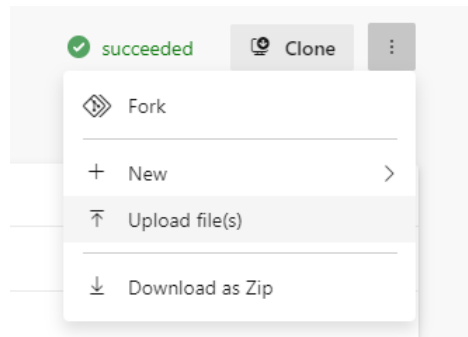 succeeded Clone
Fork
New
Upload file(s)
Download as Zip